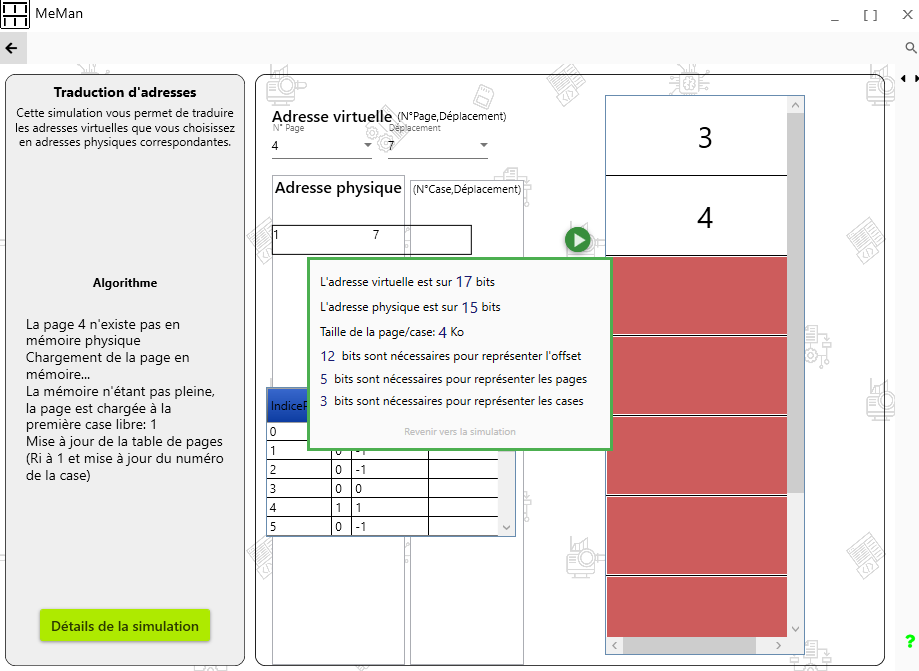 MeMan
Traduction d'adresses
Cette simulation vous permet de traduire
les adresses virtuelles que vous choisissez
en adresses physiques correspondantes.
Algorithme
La page 4 n'existe pas en
mémoire physique
Chargement de la page en
mémoire...
La mémoire n'étant pas pleine,
la page est chargée à la
première case libre: 1
Mise à jour de la table de pages
(Ri à 1 et mise à jour du numéro
de la case)
Détails de la simulation
Adresse virtuelle (N°Page,Déplacement)
N° Page Déplacement
4 7
Adresse physique (N°Case,Déplacement)
1 7
L'adresse virtuelle est sur 17 bits
L'adresse physique est sur 15 bits
Taille de la page/case: 4 Ko
12 bits sont nécessaires pour représenter l'offset
5 bits sont nécessaires pour représenter les pages
3 bits sont nécessaires pour représenter les cases
Revenir vers la simulation
0
1 0 -1
2 0 -1
3 0 0
4 1 1
5 0 -1
3
4
?